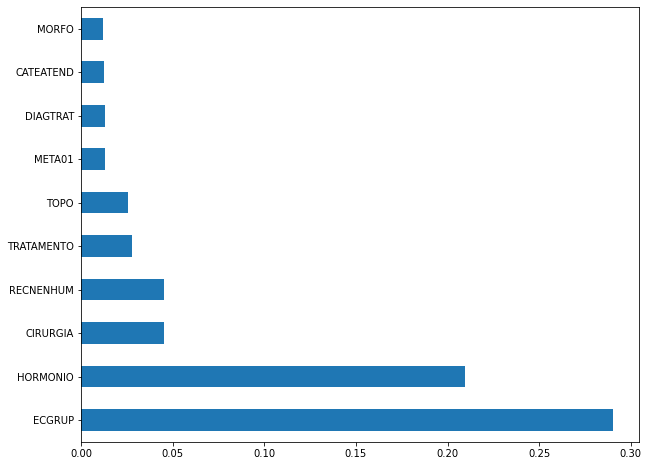 MORFO
CATEATEND
DIAGTRAT
META01
TOPO
TRATAMENTO
RECNENHUM
CIRURGIA
HORMONIO
ECGRUP
0.00 0.05 0.10 0.15 0.20 0.25 0.30